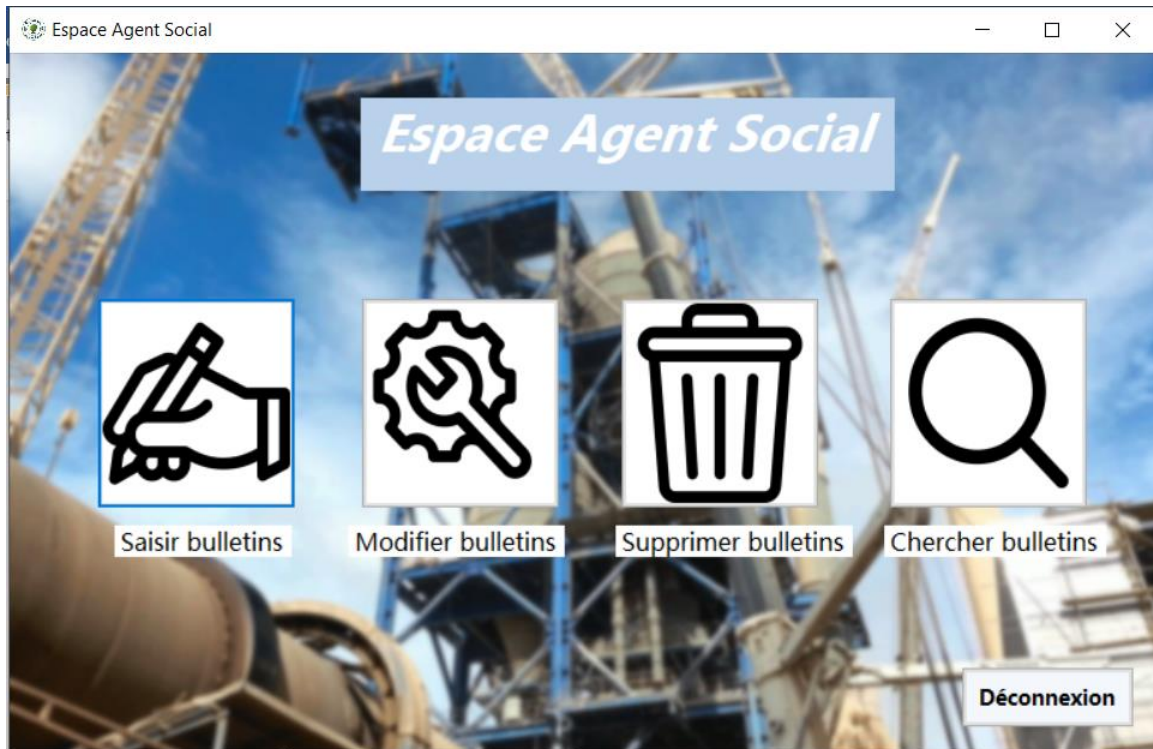 Espace Agent Social
Espace Agent Social
Saisir bulletins
Modifier bulletins
Supprimer bulletins
Chercher bulletins
Déconnexion